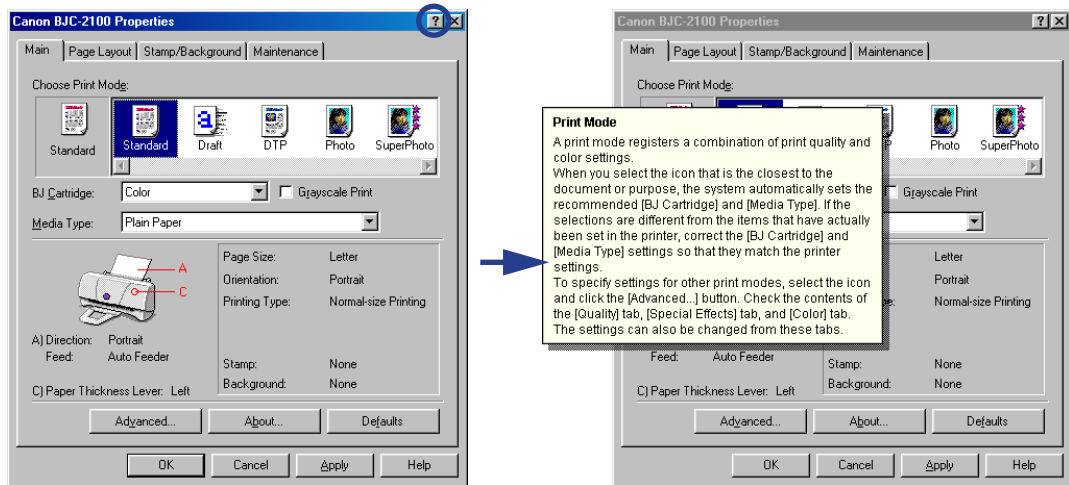 Canon BJC-2100 Properties
? X
Main Page Layout Stamp/Background Maintenance
Choose Print Mode:
Standard
Standard Draft DTP Photo SuperPhoto
BJ Cartridge: Color Grayscale Print
Media Type: Plain Paper
A
C
Page Size: Letter
Orientation: Portrait
Printing Type: Normal-size Printing
A) Direction: Portrait
Feed: Auto Feeder
C) Paper Thickness Lever: Left
Stamp: None
Background: None
Advanced... About... Defaults
OK Cancel Apply Help
Canon BJC-2100 Properties
? X
Main Page Layout Stamp/Background Maintenance
Choose Print Mode:
P Photo SuperPhoto
Grayscale Print
Print Mode
A print mode registers a combination of print quality and
color settings.
When you select the icon that is the closest to the
document or purpose, the system automatically sets the
recommended [BJ Cartridge] and [Media Type]. If the
selections are different from the items that have actually
been set in the printer, correct the [BJ Cartridge] and
[Media Type] settings so that they match the printer
settings.
To specify settings for other print modes, select the icon
and click the [Advanced...] button. Check the contents of
the [Quality] tab, [Special Effects] tab, and [Color] tab.
The settings can also be changed from these tabs.
Letter
Portrait
e: Normal-size Printing
Feed: Auto Feeder
C) Paper Thickness Lever: Left
Stamp: None
Background: None
Advanced... About... Defaults
OK Cancel Apply Help